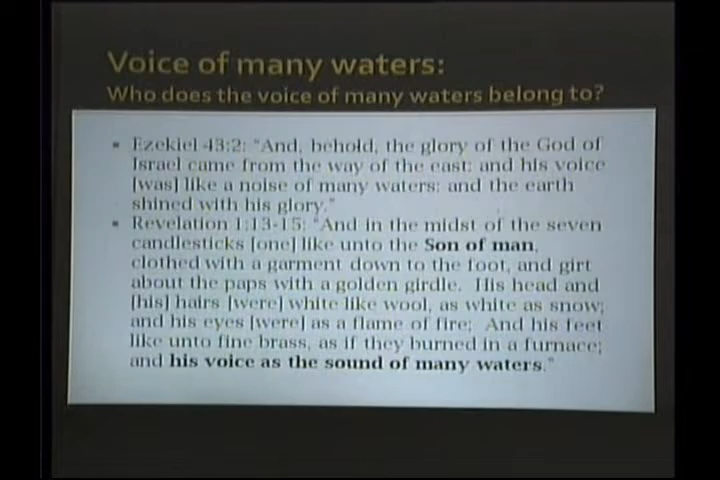 Voice of many waters:
Who does the voice of many waters belong to?
▪ Ezekiel 43:2: "And, behold, the glory of the God of
Israel came from the way of the east: and his voice
[was] like a noise of many waters: and the earth
shined with his glory."
▪ Revelation 1:13-15: "And in the midst of the seven
candlesticks [one] like unto the Son of man,
clothed with a garment down to the foot, and girt
about the paps with a golden girdle. His head and
[his] hairs [were] white like wool, as white as snow;
and his eyes [were] as a flame of fire; And his feet
like unto fine brass, as if they burned in a furnace;
and his voice as the sound of many waters."